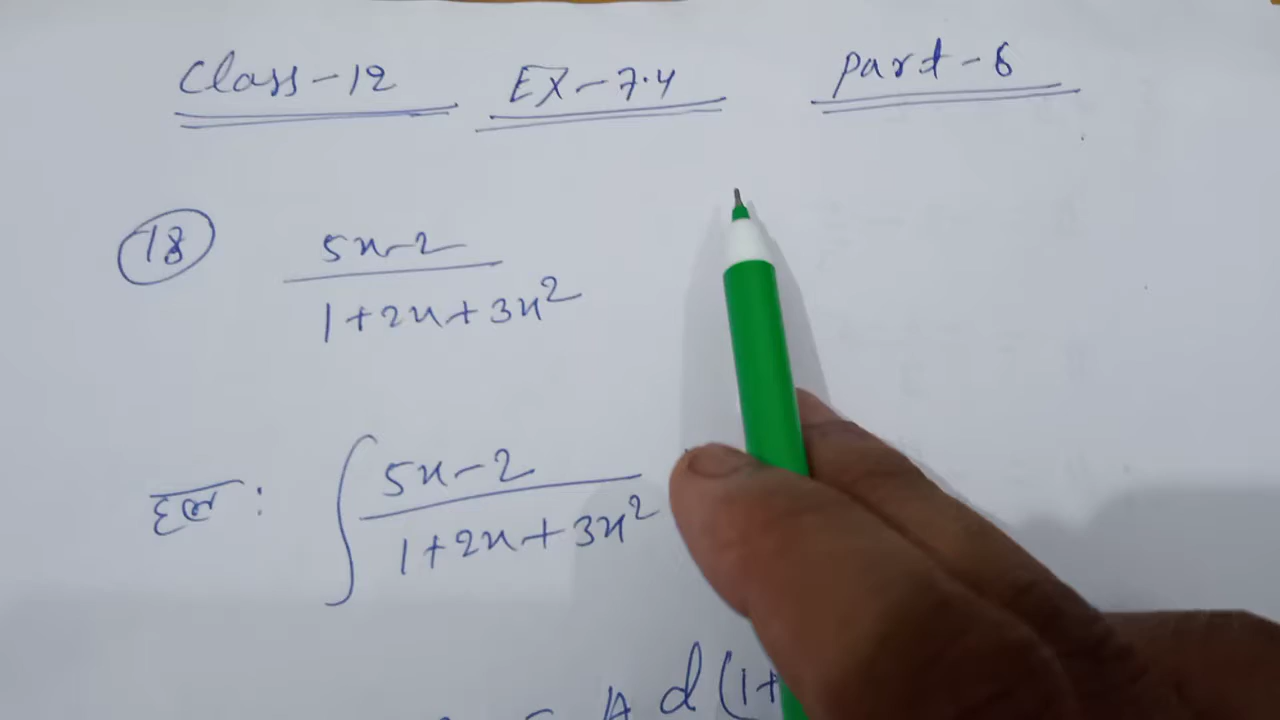 Class-12 EX-7.4 Part-6
18 5x-2
1+2x+3x²
हल : ∫ 5x-2
1+2x+3x²
= A d (1+